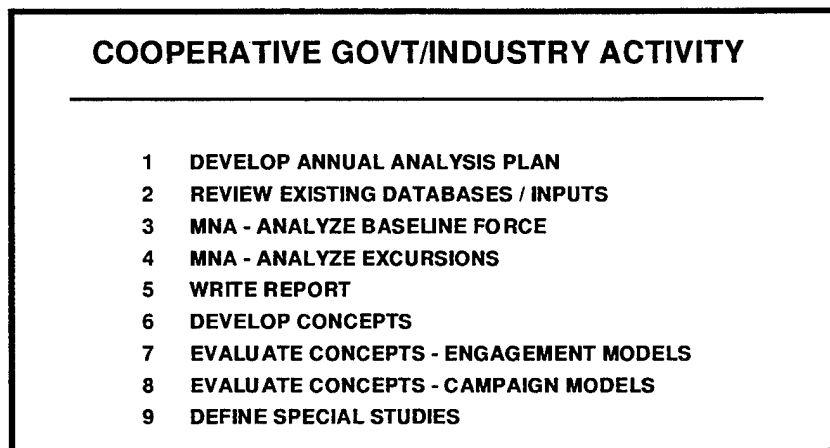 COOPERATIVE GOVT/INDUSTRY ACTIVITY
1 DEVELOP ANNUAL ANALYSIS PLAN
2 REVIEW EXISTING DATABASES / INPUTS
3 MNA - ANALYZE BASELINE FORCE
4 MNA - ANALYZE EXCURSIONS
5 WRITE REPORT
6 DEVELOP CONCEPTS
7 EVALUATE CONCEPTS - ENGAGEMENT MODELS
8 EVALUATE CONCEPTS - CAMPAIGN MODELS
9 DEFINE SPECIAL STUDIES